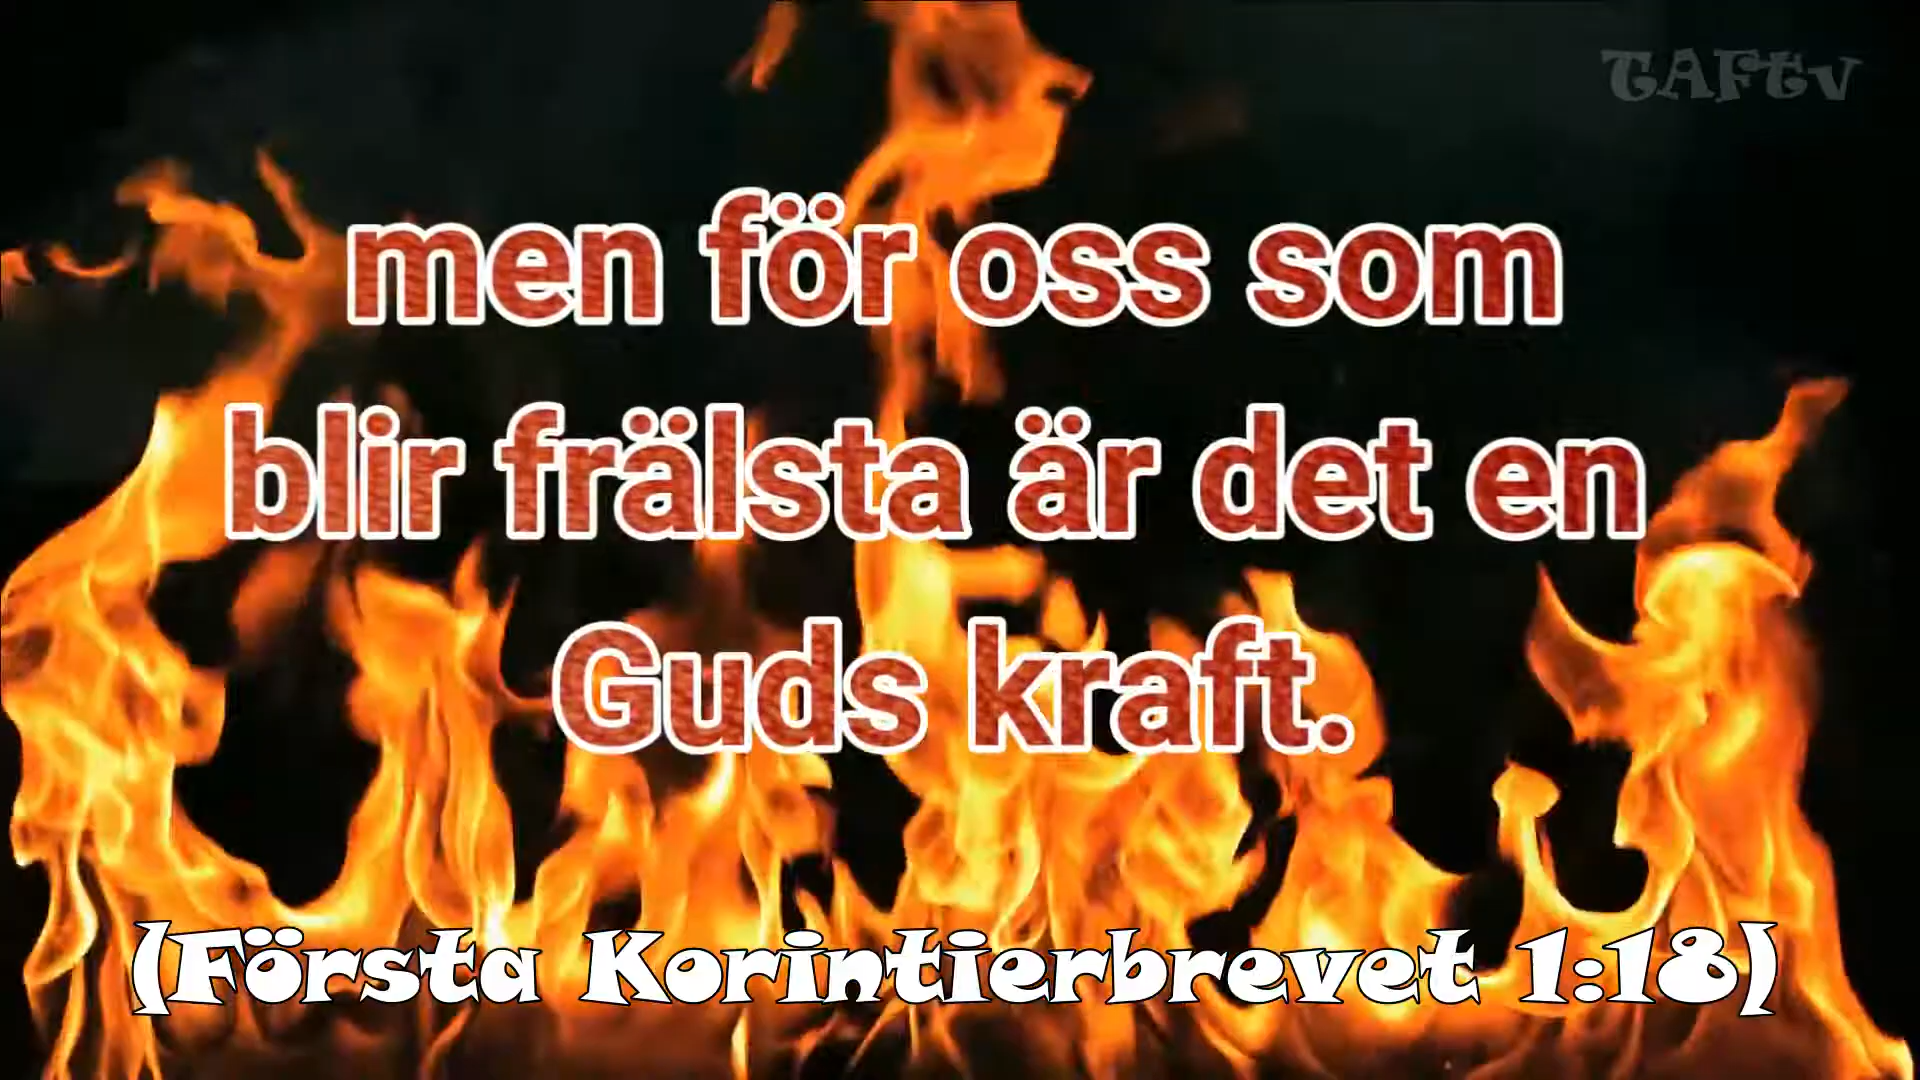 TAFtv
men för oss som
blir frälsta är det en
Guds kraft.
(Första Korintierbrevet 1:18)